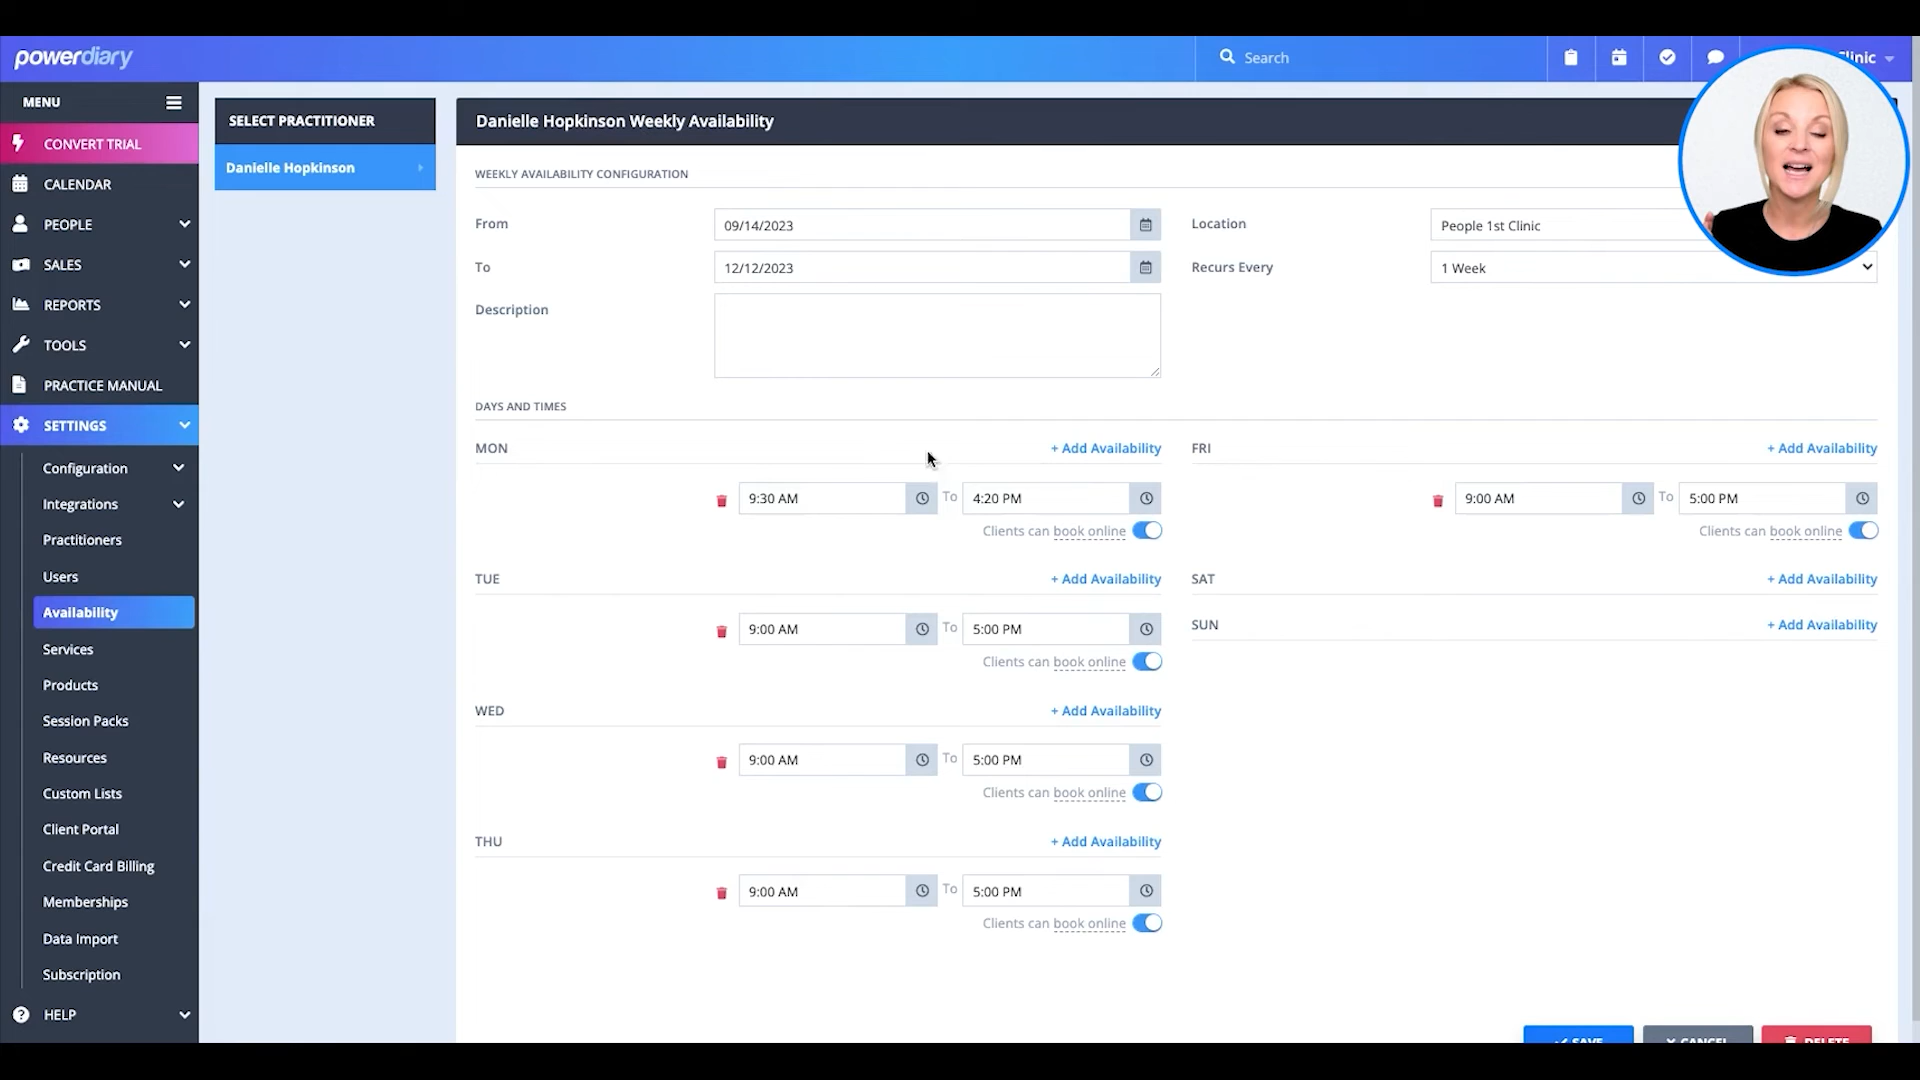 powerdiary
Search
linic
MENU
SELECT PRACTITIONER
Danielle Hopkinson Weekly Availability
CONVERT TRIAL
Danielle Hopkinson
CALENDAR
PEOPLE
SALES
REPORTS
TOOLS
PRACTICE MANUAL
SETTINGS
Configuration
Integrations
Practitioners
Users
Availability
Services
Products
Session Packs
Resources
Custom Lists
Client Portal
Credit Card Billing
Memberships
Data Import
Subscription
HELP
WEEKLY AVAILABILITY CONFIGURATION
From 09/14/2023
To 12/12/2023
Description
Location People 1st Clinic
Recurs Every 1 Week
DAYS AND TIMES
MON + Add Availability
9:30 AM To 4:20 PM
Clients can book online
TUE + Add Availability
9:00 AM To 5:00 PM
Clients can book online
WED + Add Availability
9:00 AM To 5:00 PM
Clients can book online
THU + Add Availability
9:00 AM To 5:00 PM
Clients can book online
FRI + Add Availability
9:00 AM To 5:00 PM
Clients can book online
SAT + Add Availability
SUN + Add Availability
SAVE CANCEL DELETE